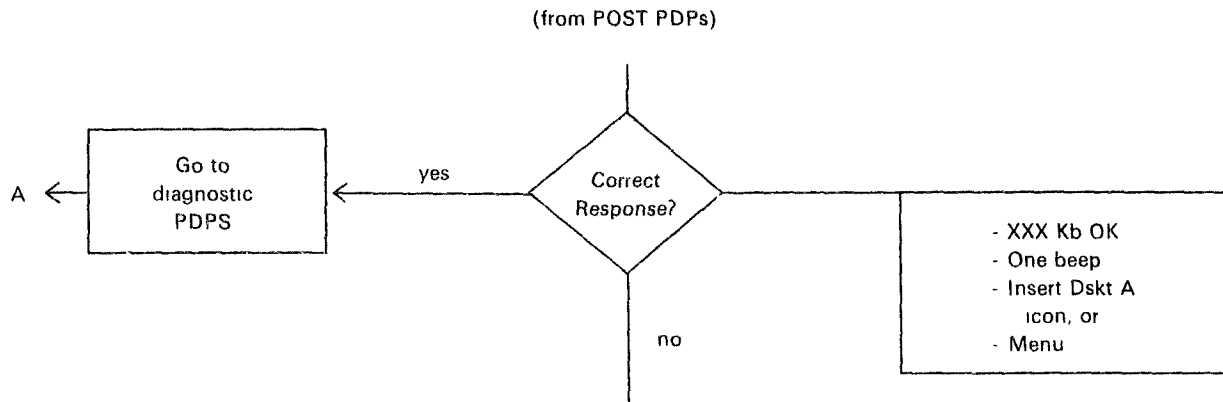 (from POST PDPs)
Go to
diagnostic
PDPS
A
yes
Correct
Response?
- XXX Kb OK
- One beep
- Insert Dskt A
icon, or
- Menu
no